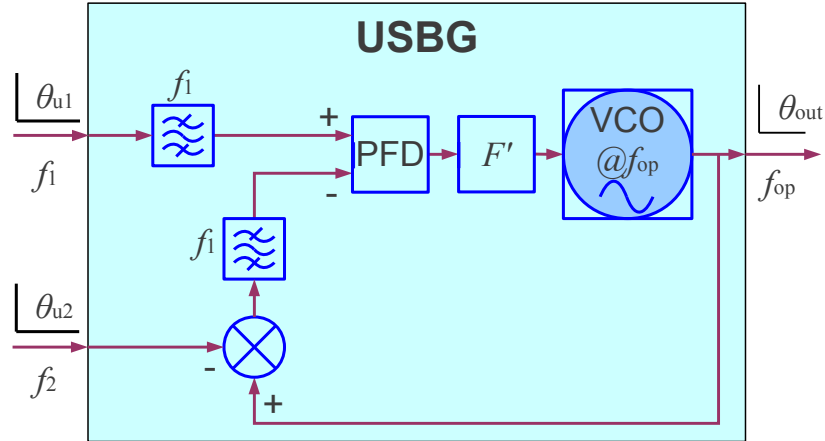 USBG
θu1
f1
f1
+
PFD
-
F'
VCO
@fop
θout
fop
f1
θu2
f2
-
+